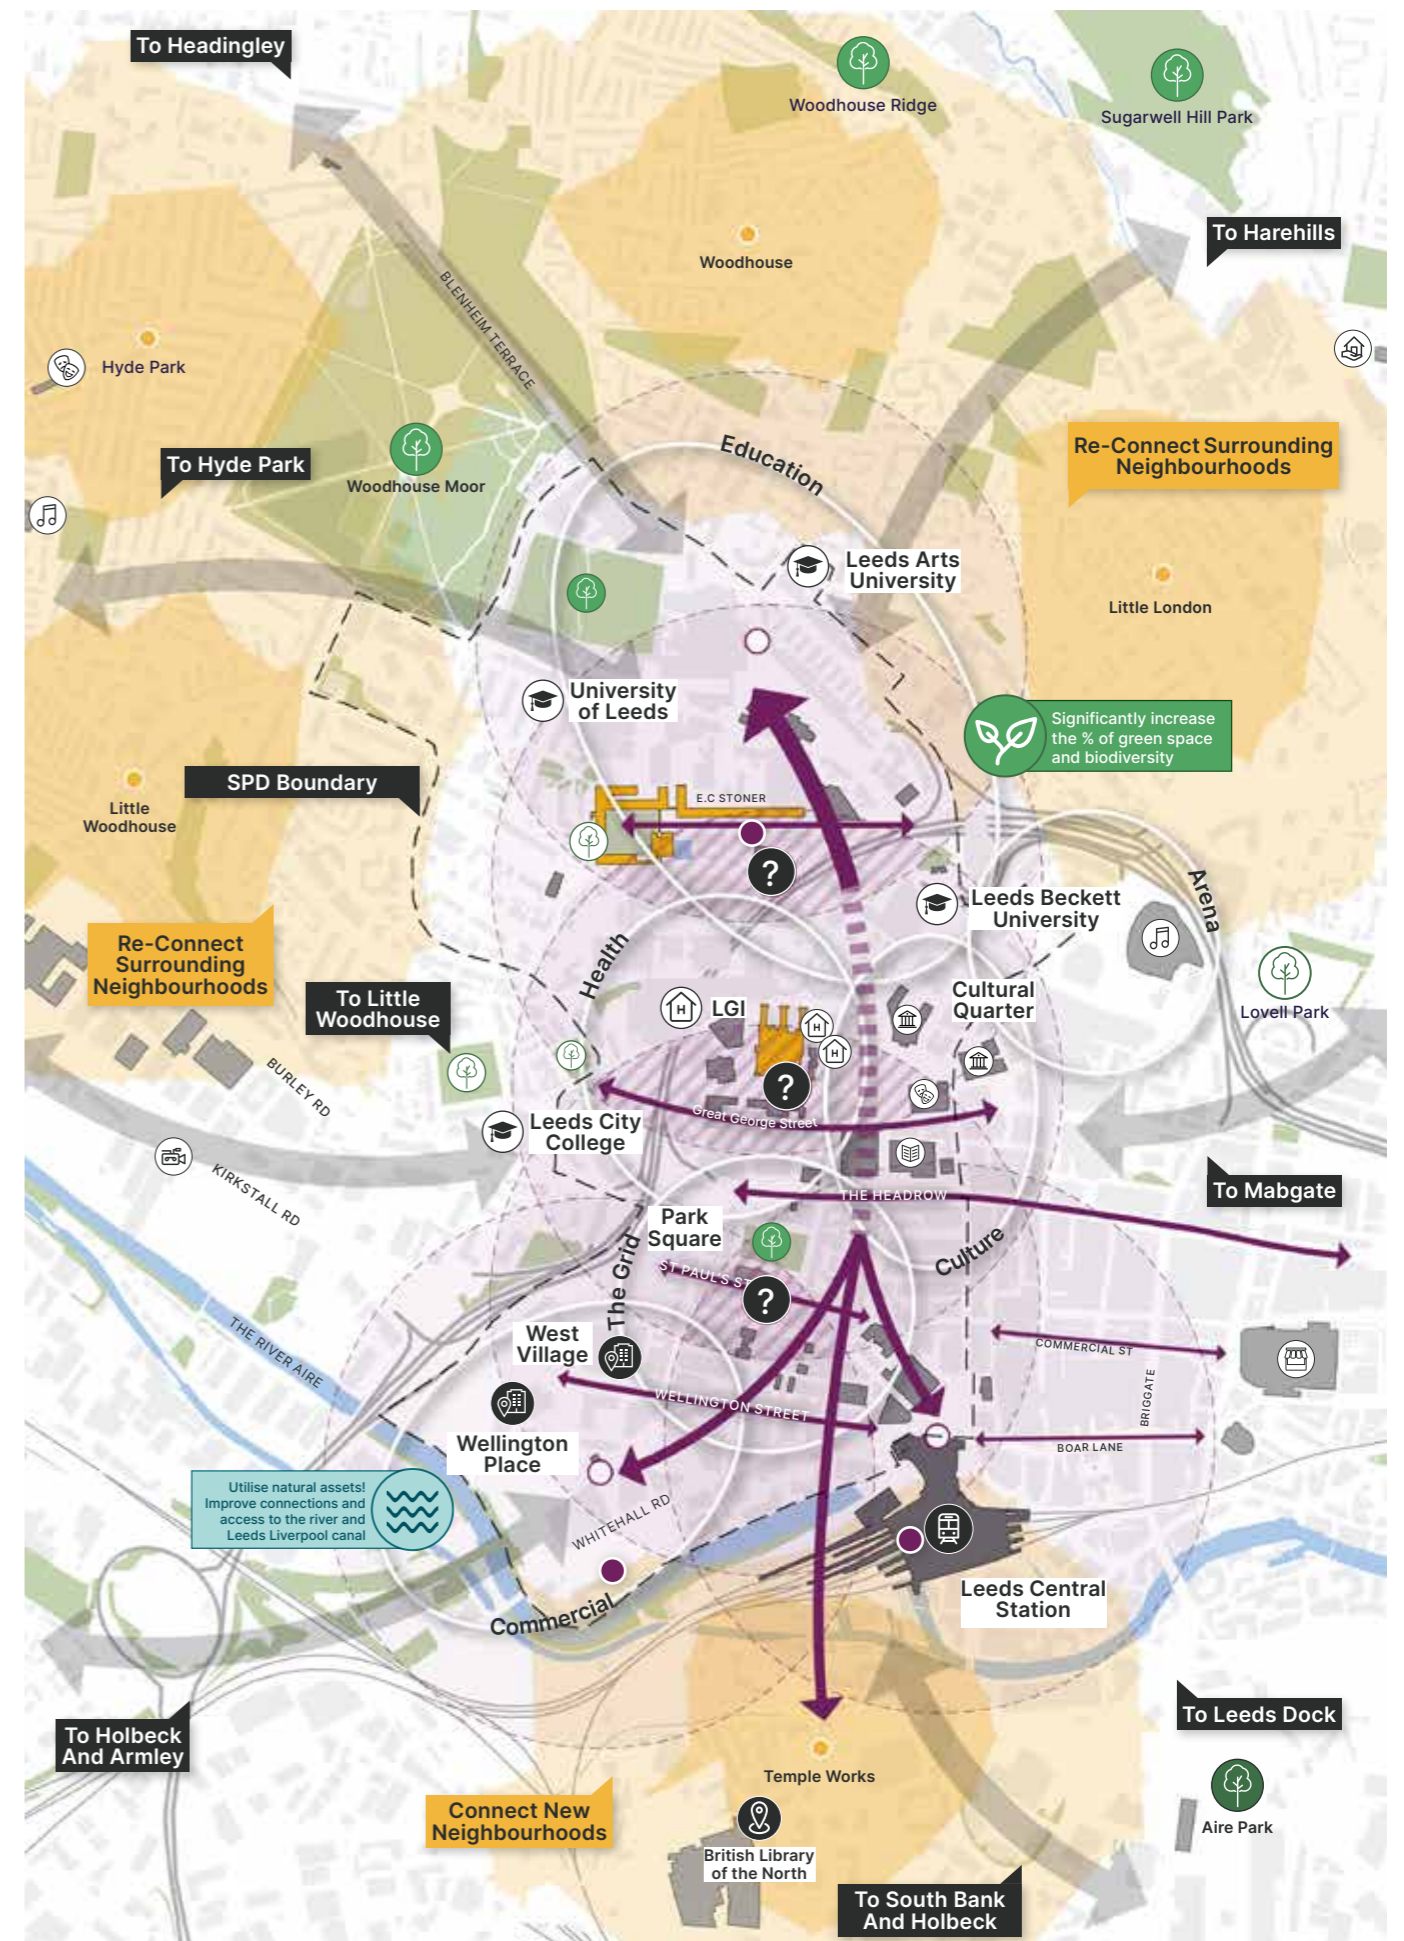 To Headingley
Woodhouse Ridge
Sugarwell Hill Park
To Harehills
Woodhouse
BLENHEIM TERRACE
Hyde Park
Re-Connect Surrounding
Neighbourhoods
Education
To Hyde Park
Woodhouse Moor
Leeds Arts
University
Little London
University
of Leeds
Significantly increase
the % of green space
and biodiversity
SPD Boundary
Little
Woodhouse
E.C STONER
?
Leeds Beckett
University
Arena
Re-Connect
Surrounding
Neighbourhoods
Health
To Little
Woodhouse
H
LGI
H
H
Cultural
Quarter
Lovell Park
BURLEY RD
?
Great George Street
Leeds City
College
KIRKSTALL RD
To Mabgate
THE HEADROW
Park
Square
Culture
The Grid
ST PAUL'S ST
?
THE RIVER AIRE
West
Village
COMMERCIAL ST
BRIGGATE
WELLINGTON STREET
Wellington
Place
BOAR LANE
Utilise natural assets!
Improve connections and
access to the river and
Leeds Liverpool canal
WHITEHALL RD
Commercial
Leeds Central
Station
To Holbeck
And Armley
To Leeds Dock
Temple Works
Connect New
Neighbourhoods
Aire Park
British Library
of the North
To South Bank
And Holbeck